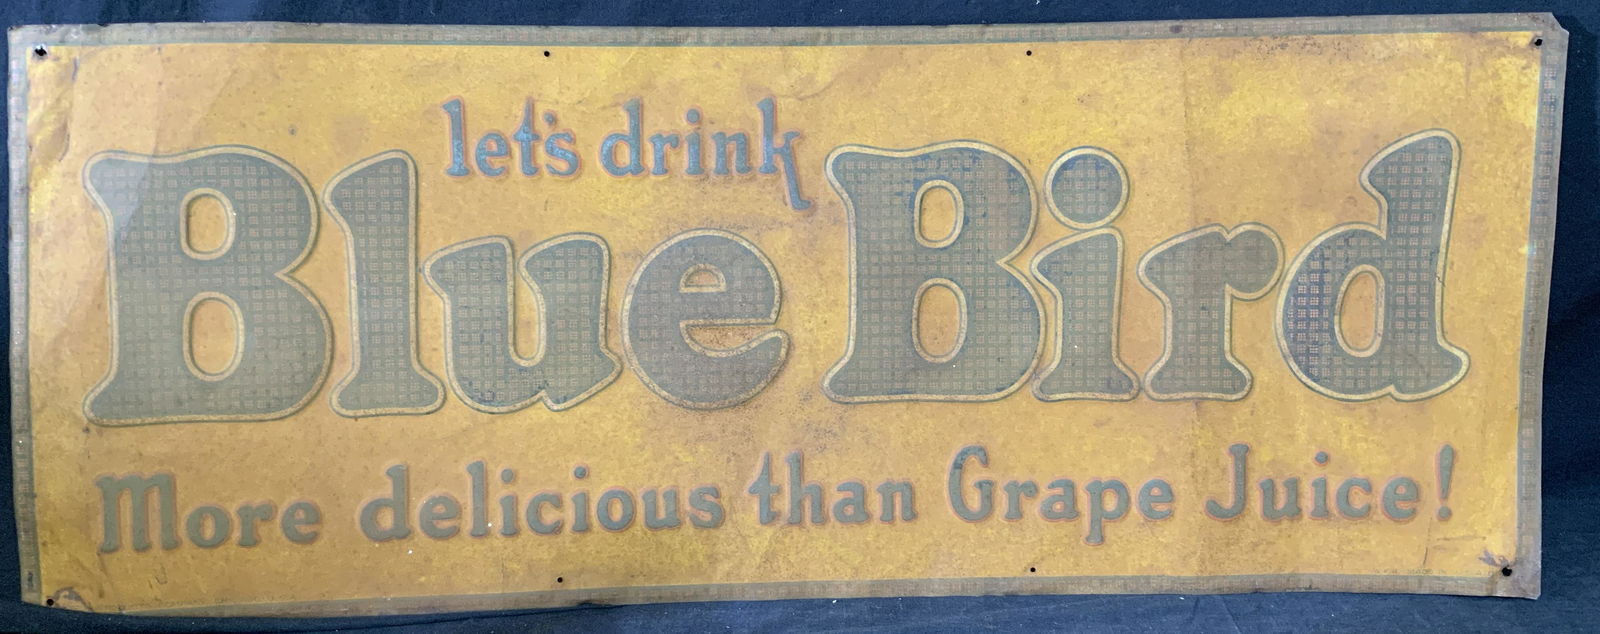 let's drink
Blue Bird
More delicious than Grape Juice!